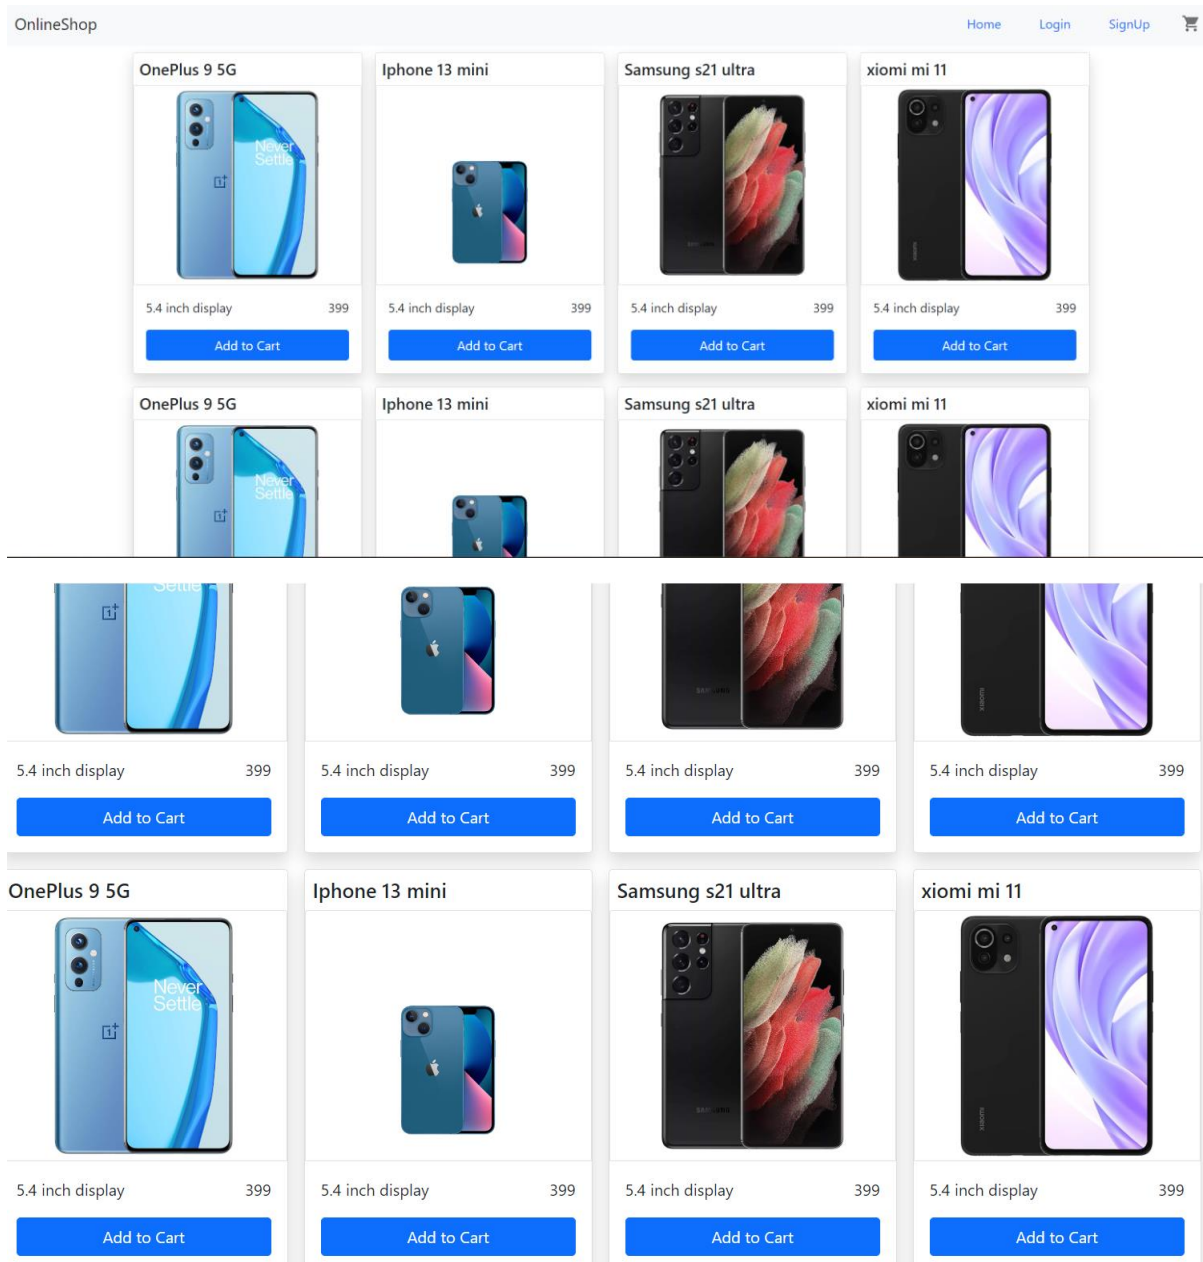 OnlineShop Home Login SignUp
OnePlus 9 5G Iphone 13 mini Samsung s21 ultra xiomi mi 11
Never
Settle
5.4 inch display 399 5.4 inch display 399 5.4 inch display 399 5.4 inch display 399
Add to Cart Add to Cart Add to Cart Add to Cart
OnePlus 9 5G Iphone 13 mini Samsung s21 ultra xiomi mi 11
Never
Settle
Settle
SAMSUNG xiaomi
5.4 inch display 399 5.4 inch display 399 5.4 inch display 399 5.4 inch display 399
Add to Cart Add to Cart Add to Cart Add to Cart
OnePlus 9 5G Iphone 13 mini Samsung s21 ultra xiomi mi 11
Never
Settle
SAMSUNG xiaomi
5.4 inch display 399 5.4 inch display 399 5.4 inch display 399 5.4 inch display 399
Add to Cart Add to Cart Add to Cart Add to Cart